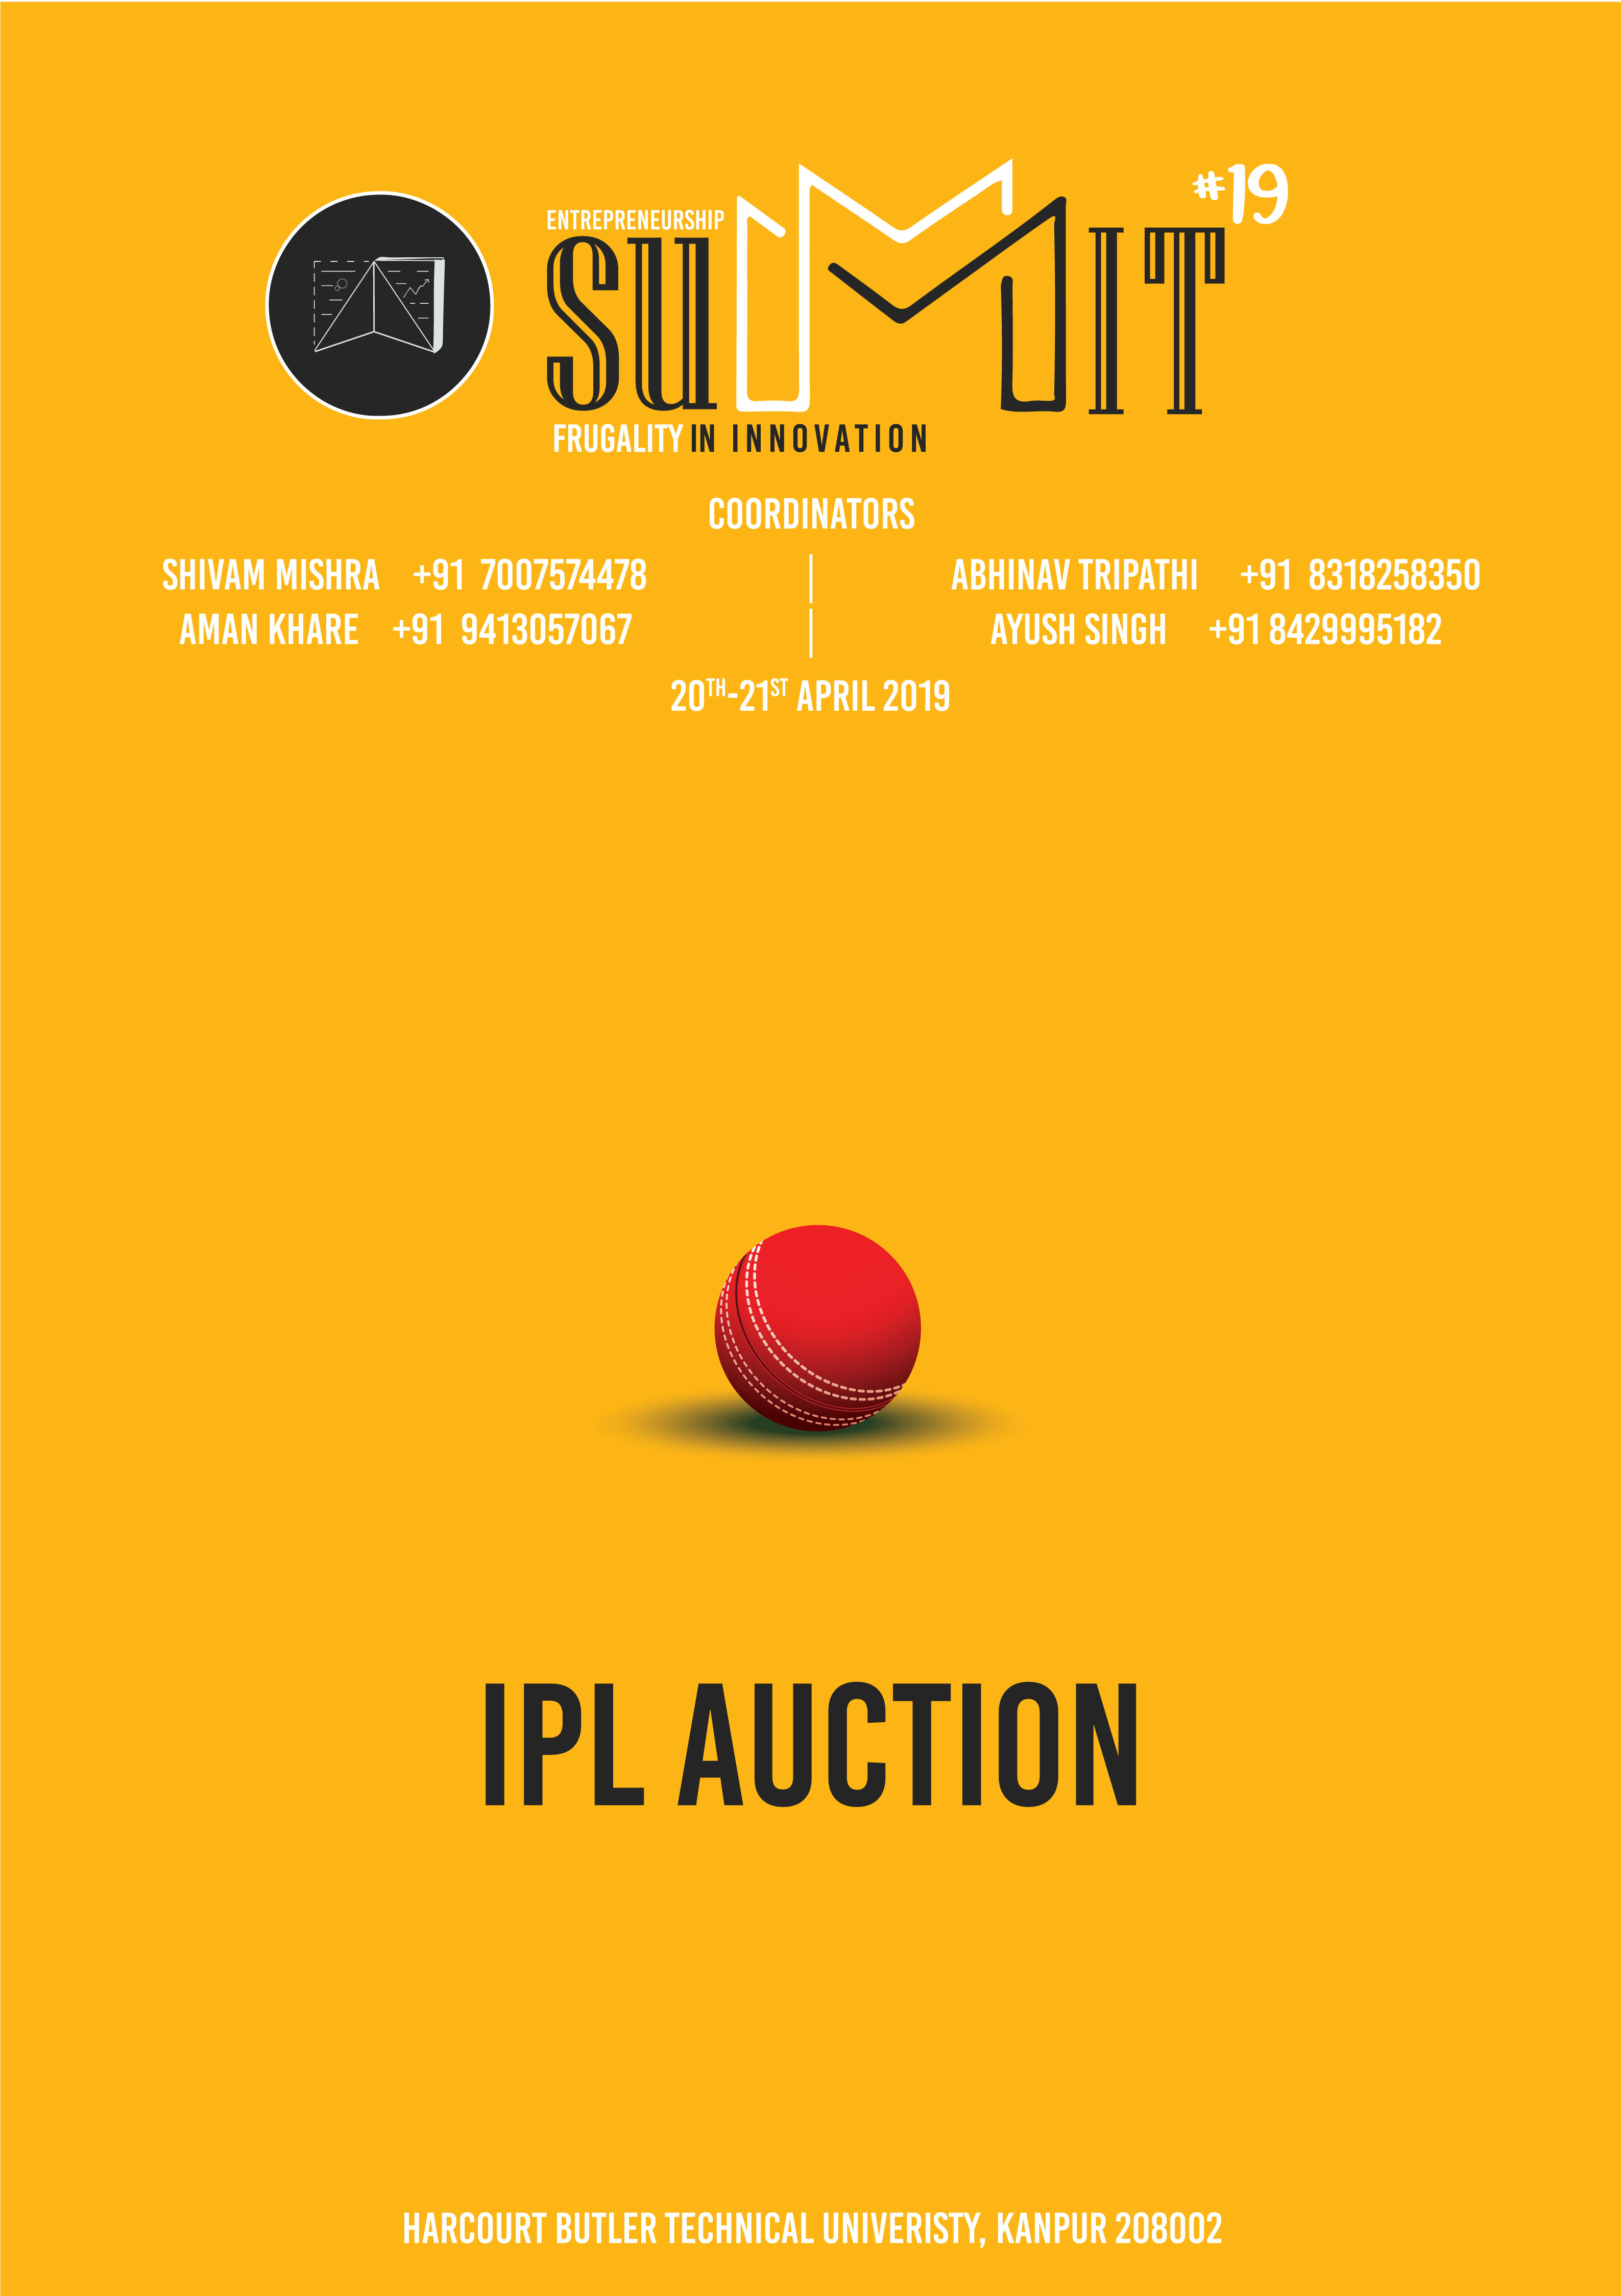 #19
ENTREPRENEURSHIP
SUMMIT
FRUGALITY IN INNOVATION
COORDINATORS
SHIVAM MISHRA +91 7007574478 | ABHINAV TRIPATHI +91 8318258350
AMAN KHARE +91 9413057067 | AYUSH SINGH +91 8429995182
20TH-21ST APRIL 2019
IPL AUCTION
HARCOURT BUTLER TECHNICAL UNIVERISTY, KANPUR 208002